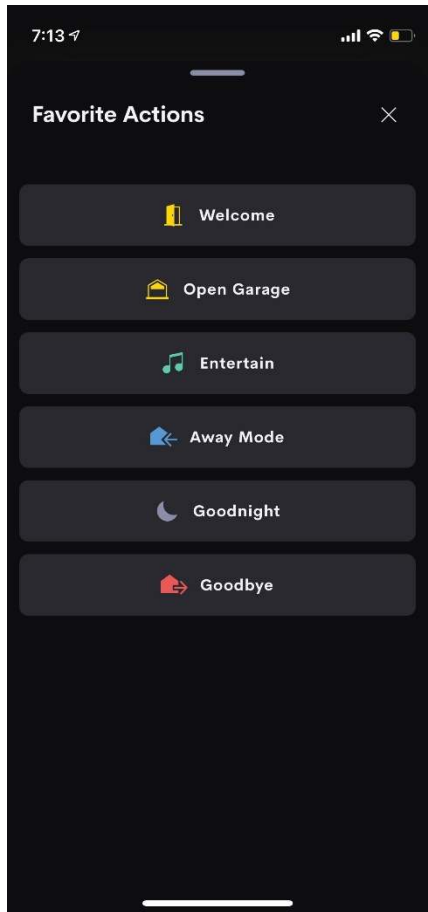 7:13
Favorite Actions
Welcome
Open Garage
Entertain
Away Mode
Goodnight
Goodbye